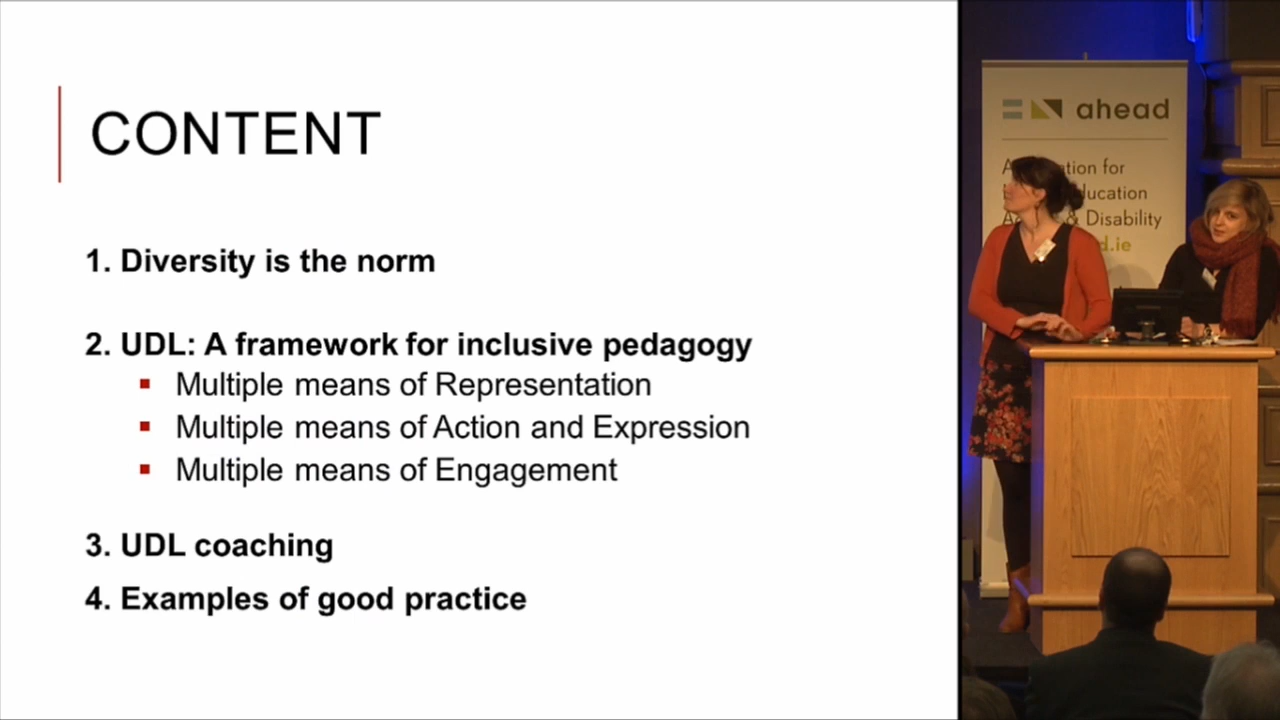 CONTENT
1. Diversity is the norm
2. UDL: A framework for inclusive pedagogy
Multiple means of Representation
Multiple means of Action and Expression
Multiple means of Engagement
3. UDL coaching
4. Examples of good practice
ahead
for
& Disability